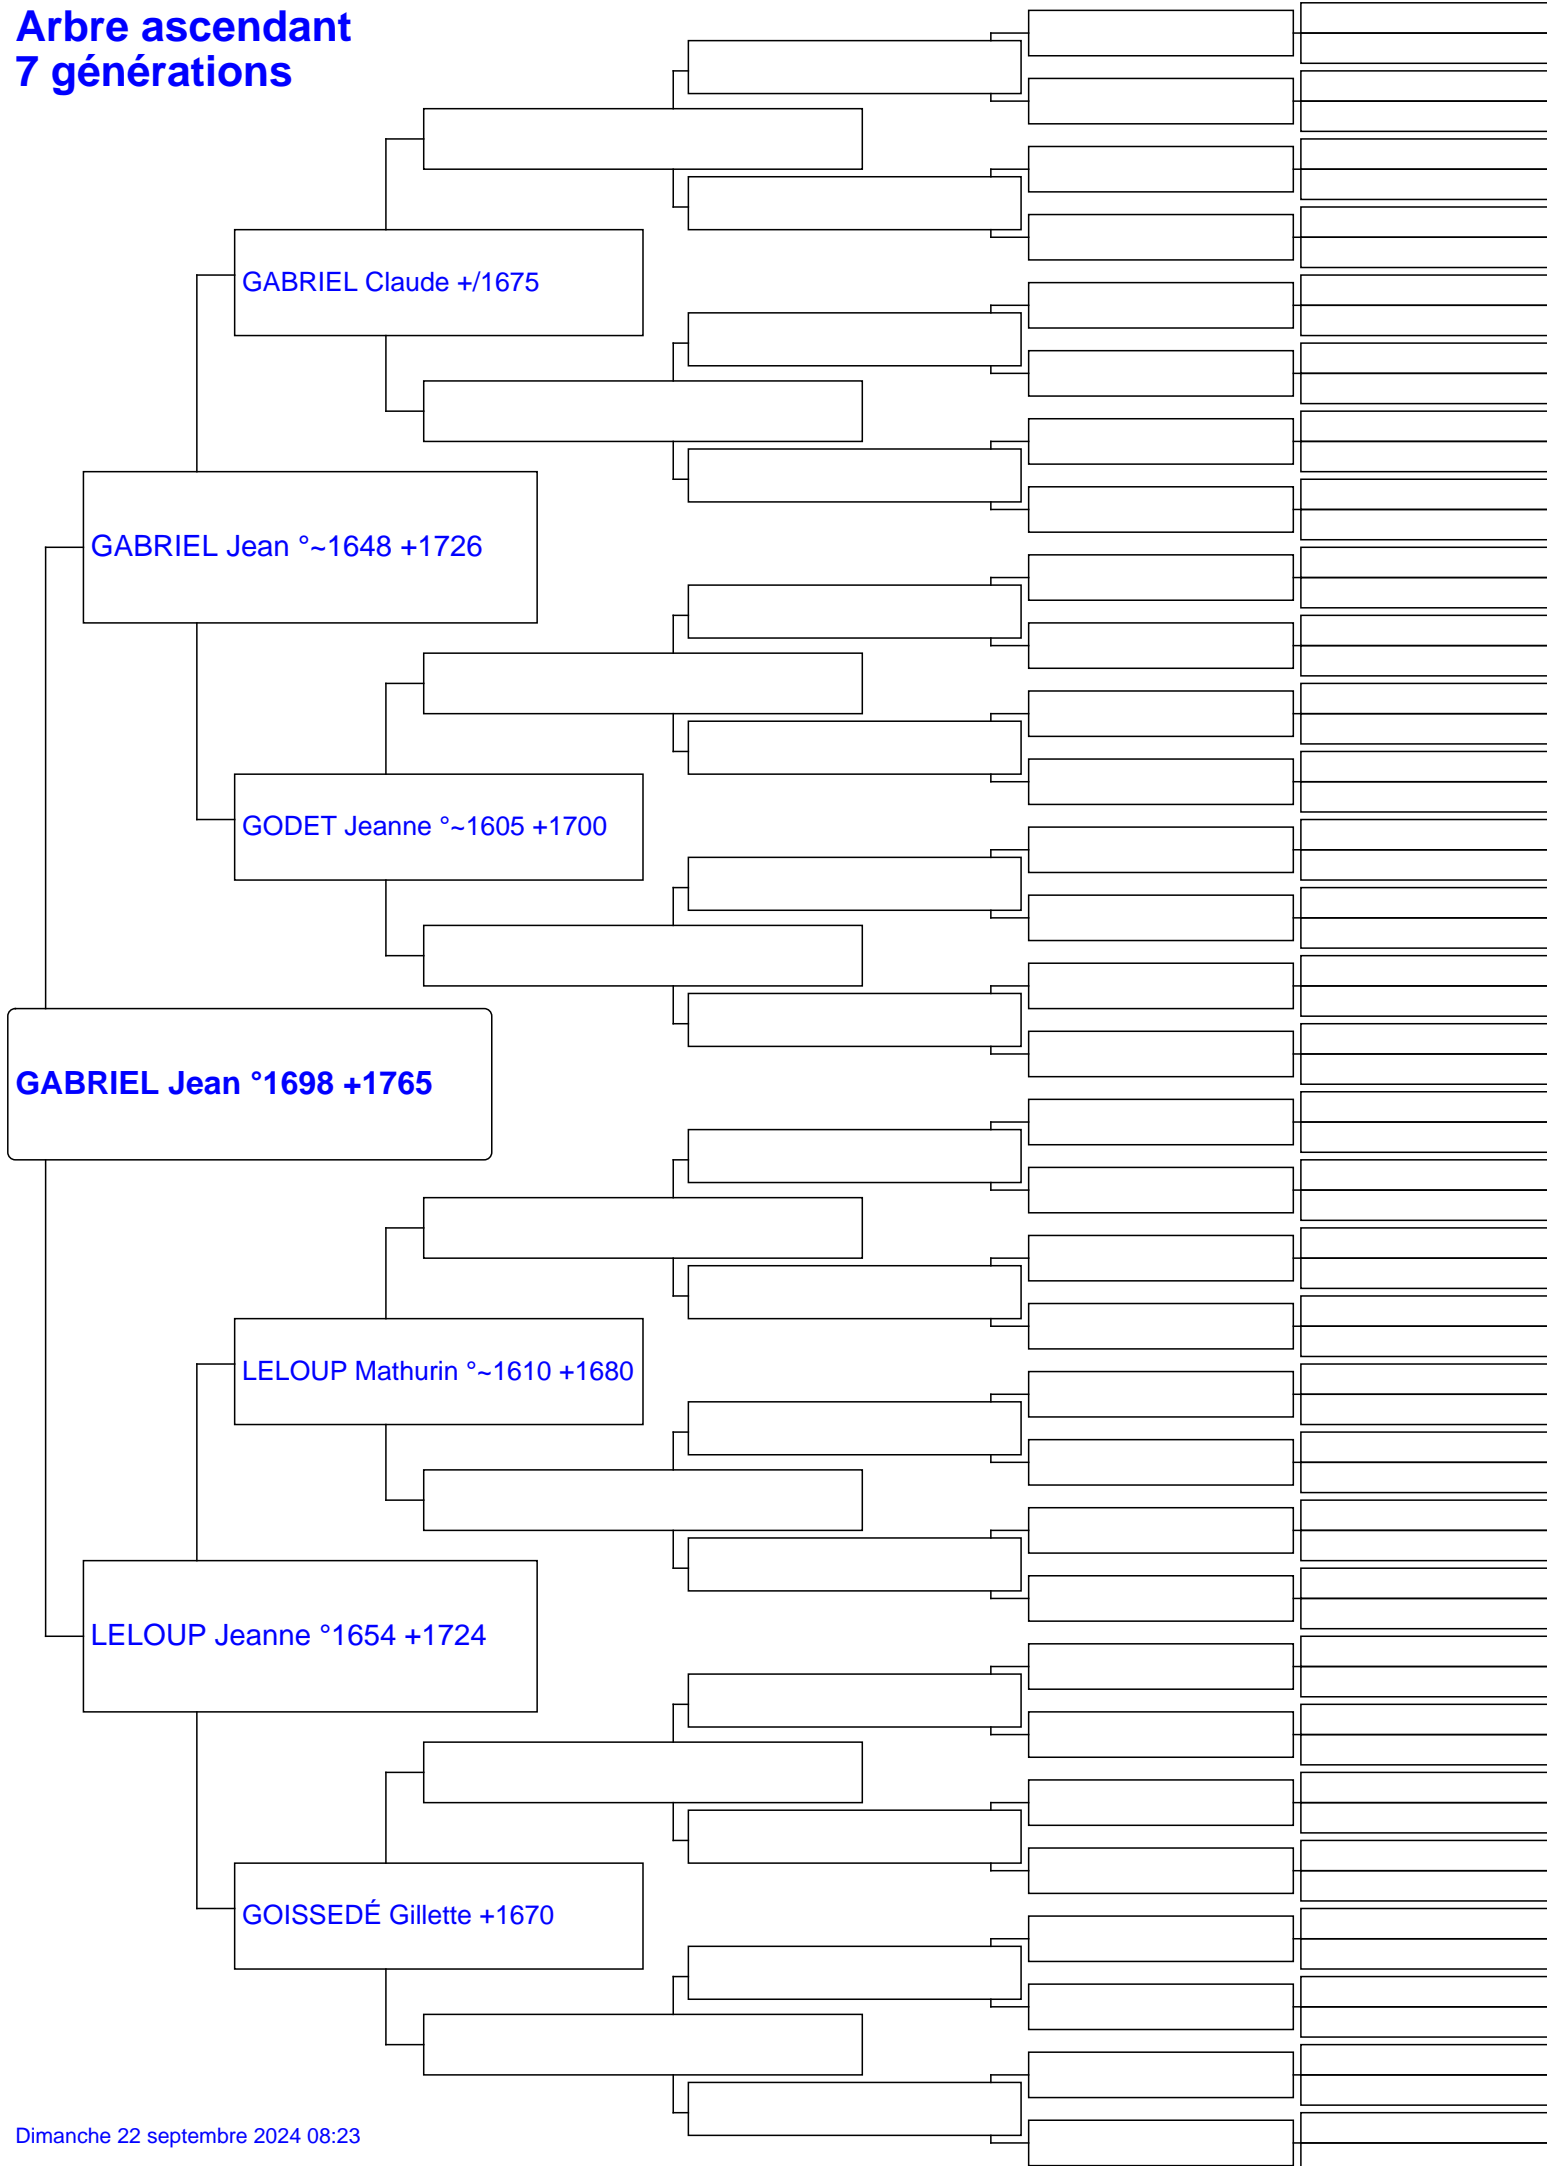 Arbre ascendant
7 générations
GABRIEL Claude +/1675
GABRIEL Jean °~1648 +1726
GODET Jeanne °~1605 +1700
GABRIEL Jean °1698 +1765
LELOUP Mathurin °~1610 +1680
LELOUP Jeanne °1654 +1724
GOISSEDÉ Gillette +1670
Dimanche 22 septembre 2024 08:23